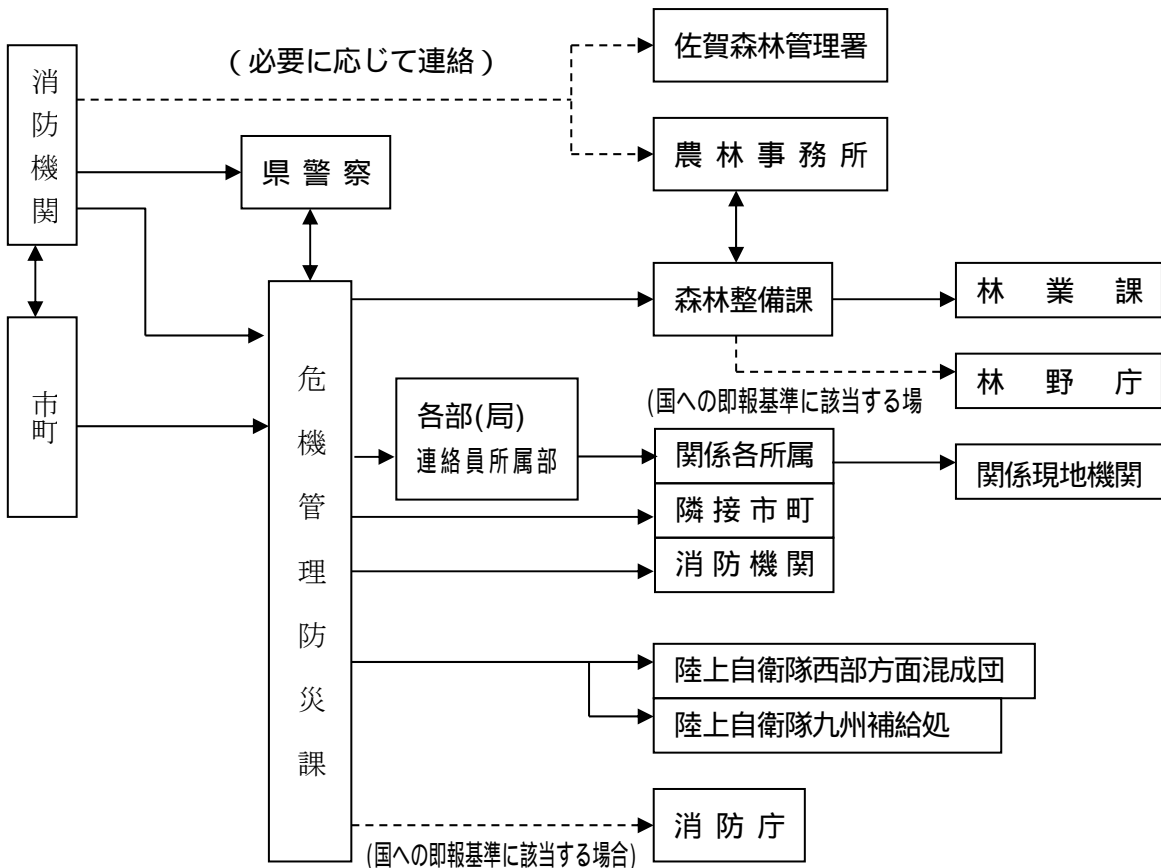 佐賀森林管理署
(必要に応じて連絡)
消防機関
農林事務所
県警察
森林整備課
林業課
市町
危機管理防災課
林野庁
(国への即報基準に該当する場
各部(局)
連絡員所属部
関係各所属
関係現地機関
隣接市町
消防機関
陸上自衛隊西部方面混成団
陸上自衛隊九州補給処
消防庁
(国への即報基準に該当する場合)